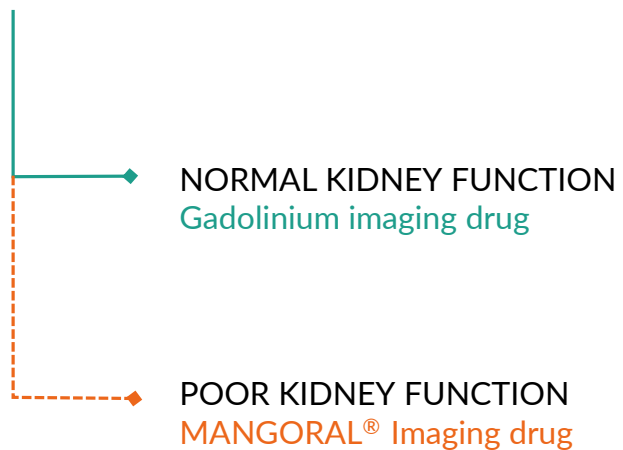 NORMAL KIDNEY FUNCTION
Gadolinium imaging drug
POOR KIDNEY FUNCTION
MANGORAL® Imaging drug